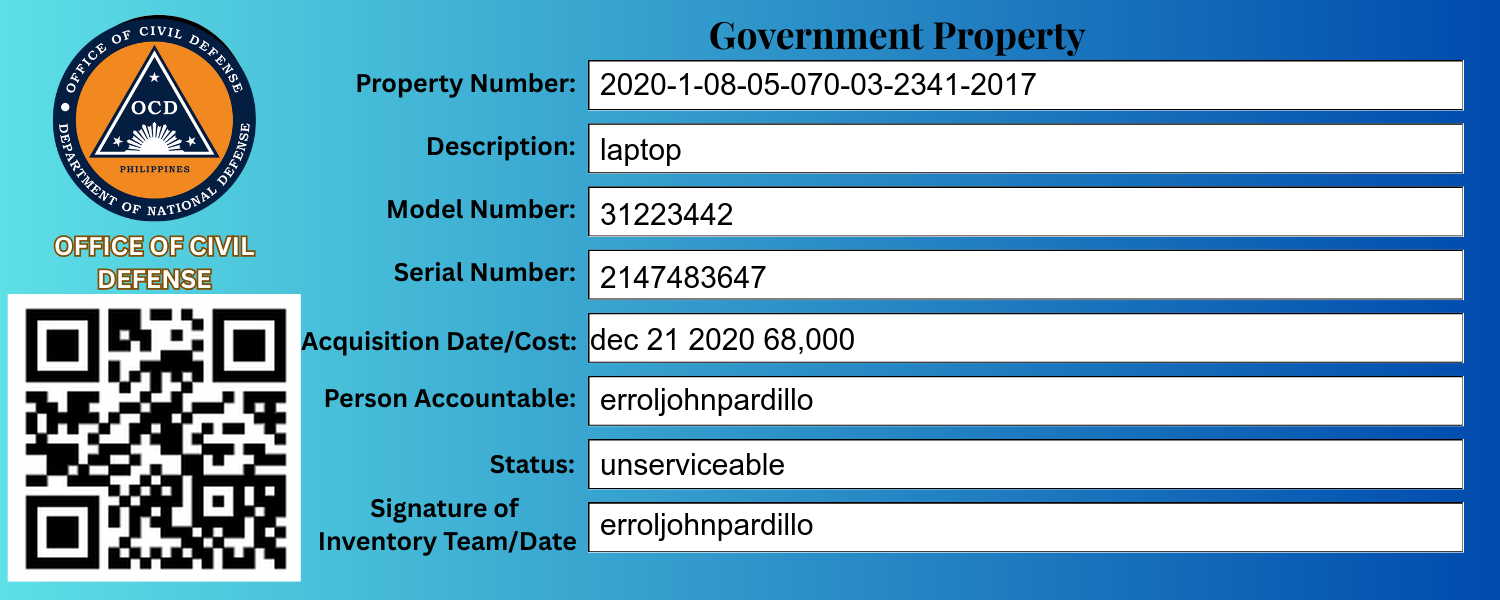 OFFICE OF CIVIL DEFENSE
OCD
PHILIPPINES
DEPARTMENT OF NATIONAL DEFENSE
OFFICE OF CIVIL
DEFENSE
Government Property
Property Number: 2020-1-08-05-070-03-2341-2017
Description: laptop
Model Number: 31223442
Serial Number: 2147483647
Acquisition Date/Cost: dec 21 2020 68,000
Person Accountable: erroljohnpardillo
Status: unserviceable
Signature of
Inventory Team/Date erroljohnpardillo